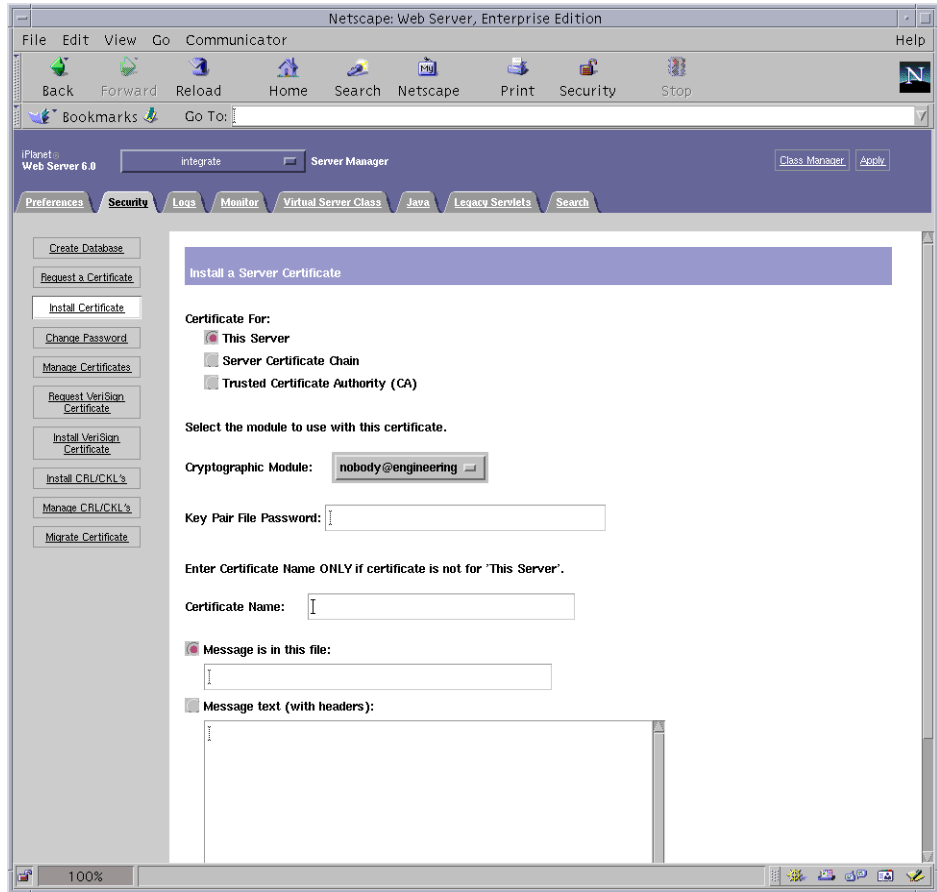 Netscape: Web Server, Enterprise Edition
File Edit View Go Communicator Help
Back Forward Reload Home Search Netscape Print Security Stop
My
N
Bookmarks Go To:
iPlanet
Web Server 6.0
integrate
Server Manager
Class Manager
Apply
Preferences Security Logs Monitor Virtual Server Class Java Legacy Servlets Search
Create Database
Request a Certificate
Install Certificate
Change Password
Manage Certificates
Request VeriSign
Certificate
Install VeriSign
Certificate
Install CRL/CKL's
Manage CRL/CKL's
Migrate Certificate
Install a Server Certificate
Certificate For:
This Server
Server Certificate Chain
Trusted Certificate Authority (CA)
Select the module to use with this certificate.
Cryptographic Module: nobody@engineering
Key Pair File Password:
Enter Certificate Name ONLY if certificate is not for 'This Server'.
Certificate Name:
Message is in this file:
Message text (with headers):
100%